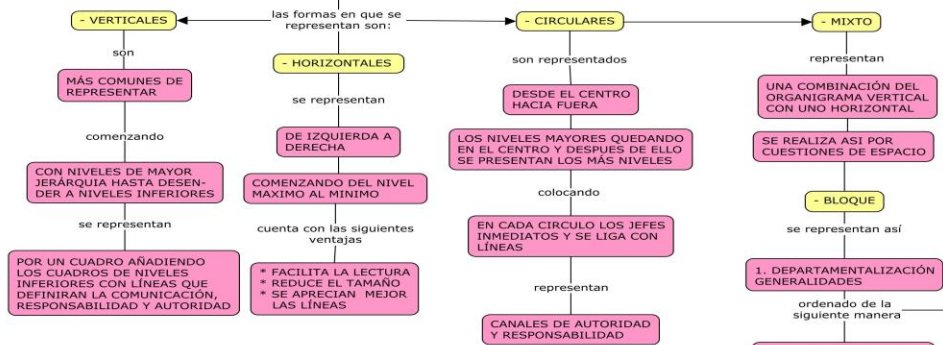 las formas en que se
representan son:
- VERTICALES
son
MÁS COMUNES DE
REPRESENTAR
comenzando
CON NIVELES DE MAYOR
JERÁRQUIA HASTA DESEN-
DER A NIVELES INFERIORES
se representan
POR UN CUADRO AÑADIENDO
LOS CUADROS DE NIVELES
INFERIORES CON LÍNEAS QUE
DEFINIRAN LA COMUNICACIÓN,
RESPONSABILIDAD Y AUTORIDAD
- HORIZONTALES
se representan
DE IZQUIERDA A
DERECHA
COMENZANDO DEL NIVEL
MAXIMO AL MINIMO
cuenta con las siguientes
ventajas
* FACILITA LA LECTURA
* REDUCE EL TAMAÑO
* SE APRECIAN MEJOR
LAS LÍNEAS
- CIRCULARES
son representados
DESDE EL CENTRO
HACIA FUERA
LOS NIVELES MAYORES QUEDANDO
EN EL CENTRO Y DESPUES DE ELLO
SE PRESENTAN LOS MÁS NIVELES
colocando
EN CADA CIRCULO LOS JEFES
INMEDIATOS Y SE LIGA CON
LÍNEAS
representan
CANALES DE AUTORIDAD
Y RESPONSABILIDAD
- MIXTO
representan
UNA COMBINACIÓN DEL
ORGANIGRAMA VERTICAL
CON UNO HORIZONTAL
SE REALIZA ASI POR
CUESTIONES DE ESPACIO
- BLOQUE
se representan así
1. DEPARTAMENTALIZACIÓN
GENERALIDADES
ordenado de la
siguiente manera